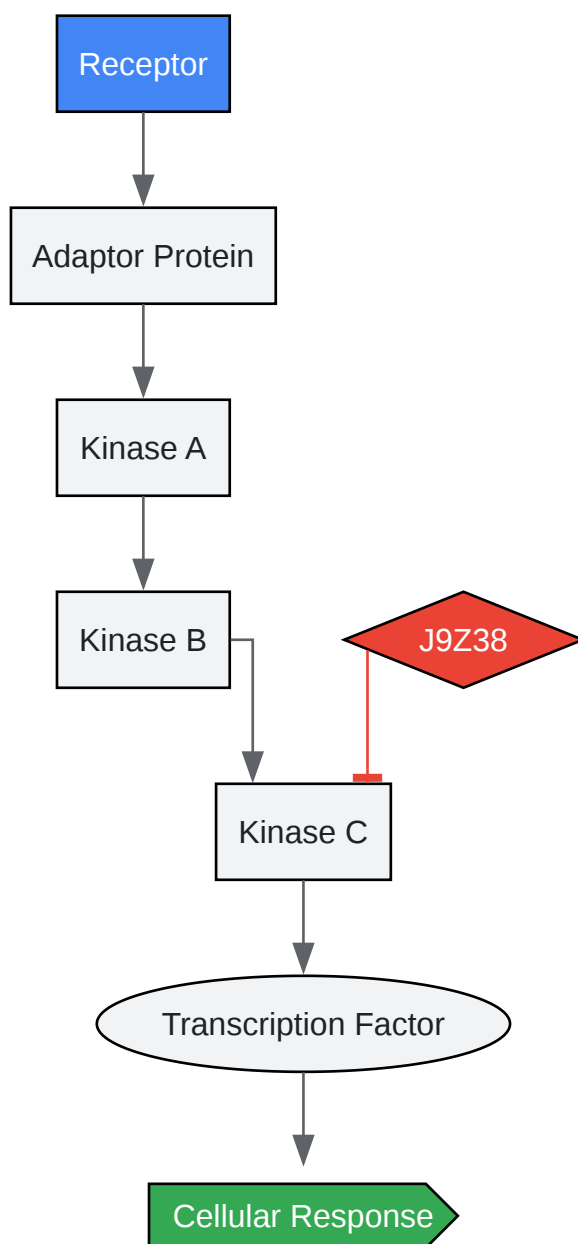 Receptor
Adaptor Protein
Kinase A
Kinase B
J9Z38
Kinase C
Transcription Factor
Cellular Response